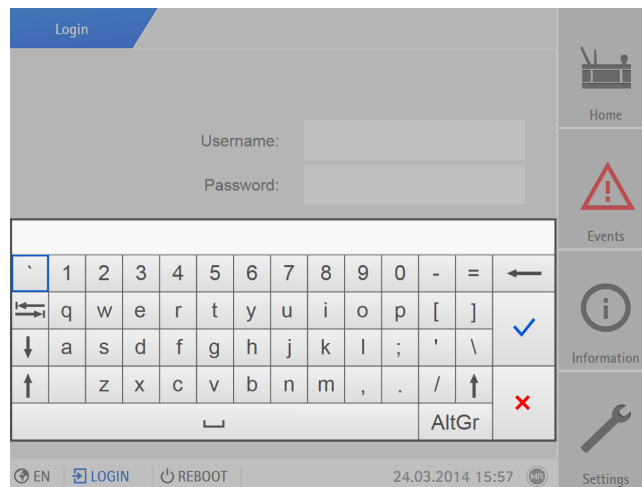 Login
Home
Username:
Password:
Events
` 1 2 3 4 5 6 7 8 9 0 - =
q w e r t y u i o p [ ]
a s d f g h j k l ; ' \
Information
z x c v b n m , . /
AltGr
EN LOGIN REBOOT 24.03.2014 15:57 MR
Settings